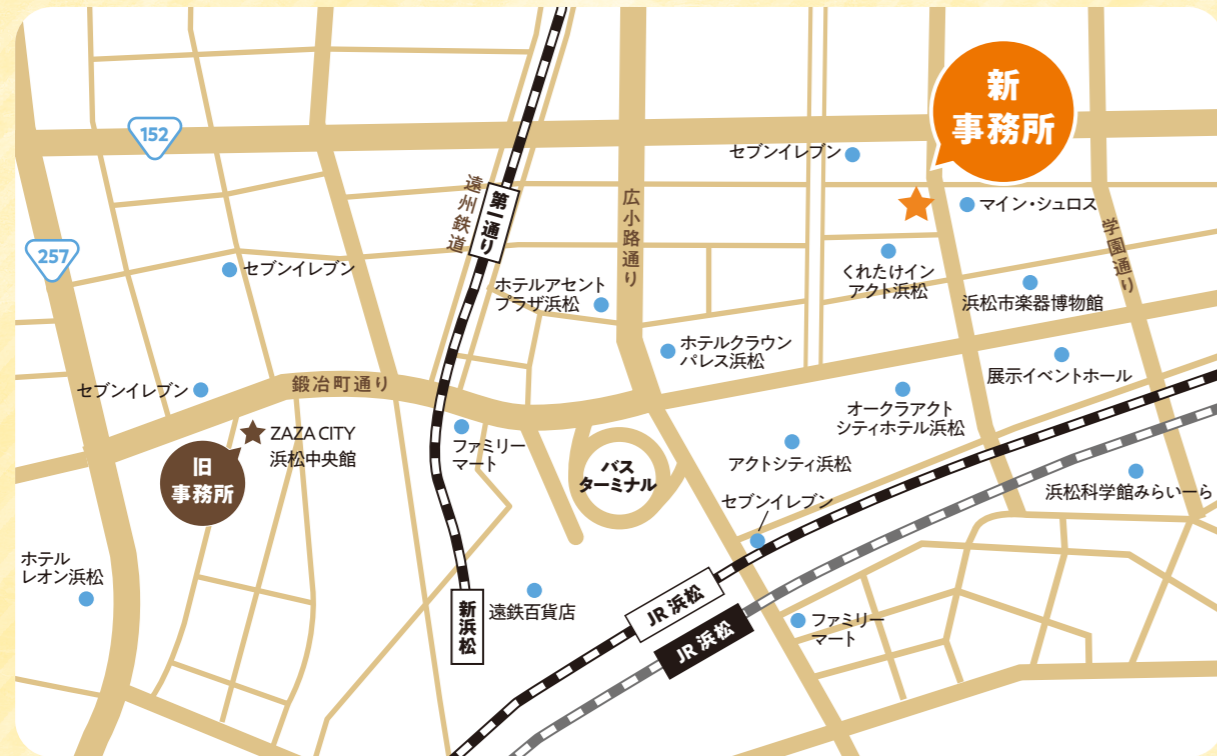 新
事務所
152
セブンイレブン
遠州鉄道
第一通り
広小路通り
マイン・シュロス
学園通り
257
セブンイレブン
くれたけイン
アクト浜松
ホテルアセント
プラザ浜松
浜松市楽器博物館
ホテルクラウン
パレス浜松
展示イベントホール
セブンイレブン
鍛冶町通り
オークラアクト
シティホテル浜松
ZAZA CITY
浜松中央館
旧
事務所
ファミリー
マート
バス
ターミナル
アクトシティ浜松
セブンイレブン
浜松科学館みらいーら
ホテル
レオン浜松
新浜松
遠鉄百貨店
JR 浜松
JR 浜松
ファミリー
マート